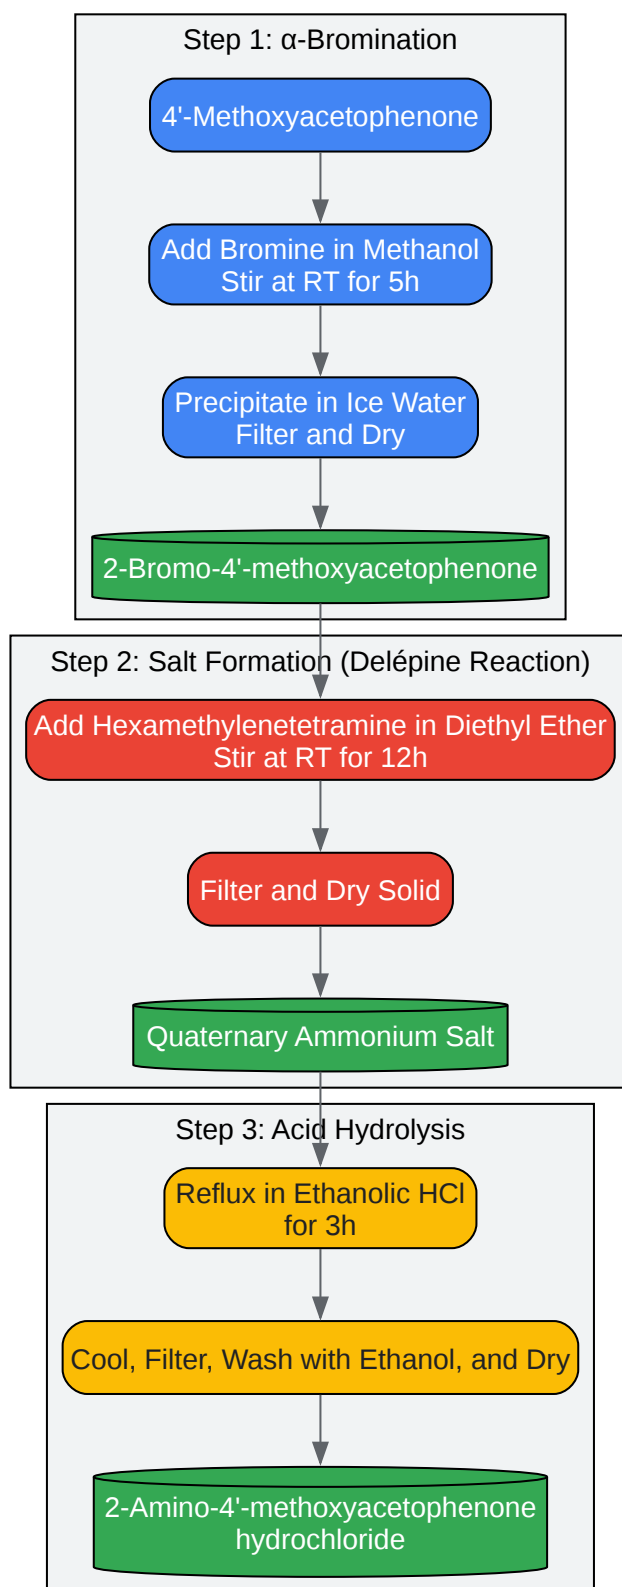 Step 1: α-Bromination
4'-Methoxyacetophenone
Add Bromine in Methanol
Stir at RT for 5h
Precipitate in Ice Water
Filter and Dry
2-Bromo-4'-methoxyacetophenone
Step 2: Salt Formation (Delépine Reaction)
Add Hexamethylenetetramine in Diethyl Ether
Stir at RT for 12h
Filter and Dry Solid
Quaternary Ammonium Salt
Step 3: Acid Hydrolysis
Reflux in Ethanolic HCl
for 3h
Cool, Filter, Wash with Ethanol, and Dry
2-Amino-4'-methoxyacetophenone
hydrochloride